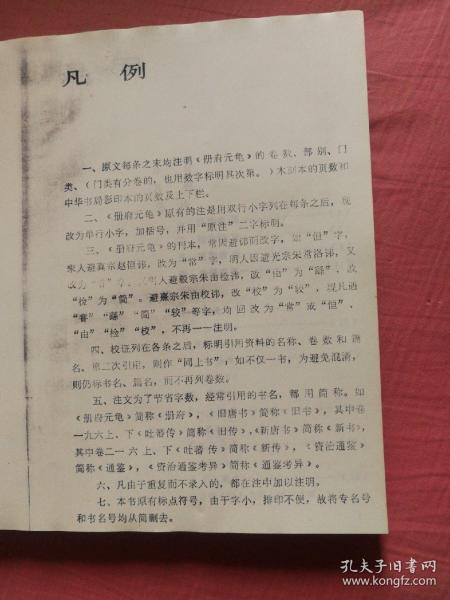 凡 例
一、原文每条之末均注明《册府元龟》的卷数、部别、门
类、(门类有分卷的，也用数字标明其次第。)木刻本的页数和
中华书局影印本的页数及上下栏。
二、《册府元龟》原有的注是用双行小字列在每条之后，现
改为单行小字，加括号，并用“原注”二字标明。
三、《册府元龟》的刊本，常因避讳而改字，如“但”字，
宋人避真宗赵恒讳，改为“常”字，明人因避光宗朱常洛讳，又
改为“ ”人避毅宗朱由检讳，改“由”为“繇”，改
“检”为“简”。避熹宗朱由校讳，改“校”为“较”，现凡遇
“ ”“繇”“简”“较”等字，均回改为“常”或“但”、
“由”“捡”“校”，不再一一注明。
四、校证列在各条之后，标明引用资料的名称、卷数和
名，第二次引用，则作“同上书”；如不仅一书，为避免混淆，
则仍标书名、篇名，而不再列卷数。
五、注文为了节省字数，经常引用的书名，都用简称。如
《册府元龟》简称《册府》，《旧唐书》简称《旧书》，其中卷
一九六上、下《吐蕃传》简称《旧传》，《新唐书》简称《新书》，
其中卷二一六上、下《吐蕃传》简称《新传》，《资治通鉴》
简称《通鉴》，《资治通鉴考异》简称《通鉴考异》。
六、凡由于重复而不录入的，都在注中加以注明。
七、本书原有标点符号，由于字小，排印不便，故将专名号
和书名号均从简删去。
孔夫子旧书网
www.kongfz.com